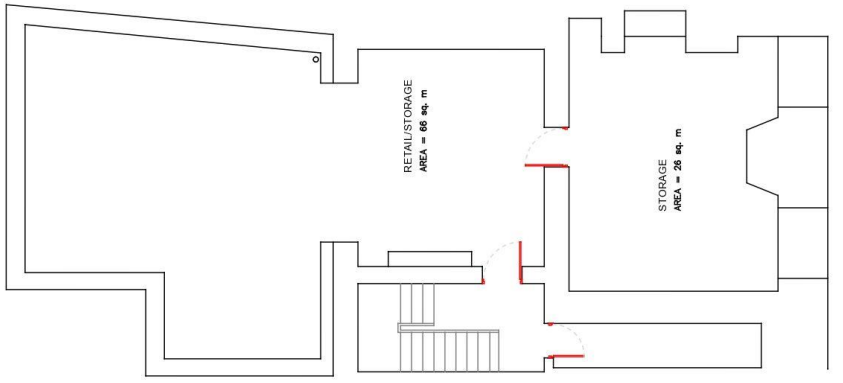 RETAIL/STORAGE
AREA = 66 sq. m
STORAGE
AREA = 26 sq. m